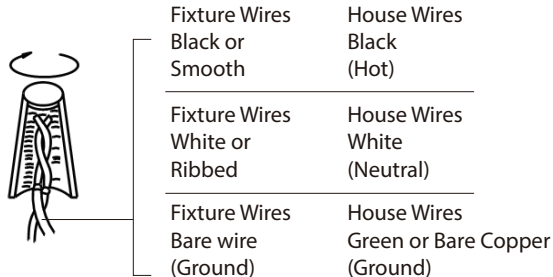 Fixture Wires House Wires
Black or Black
Smooth (Hot)
Fixture Wires House Wires
White or White
Ribbed (Neutral)
Fixture Wires House Wires
Bare wire Green or Bare Copper
(Ground) (Ground)